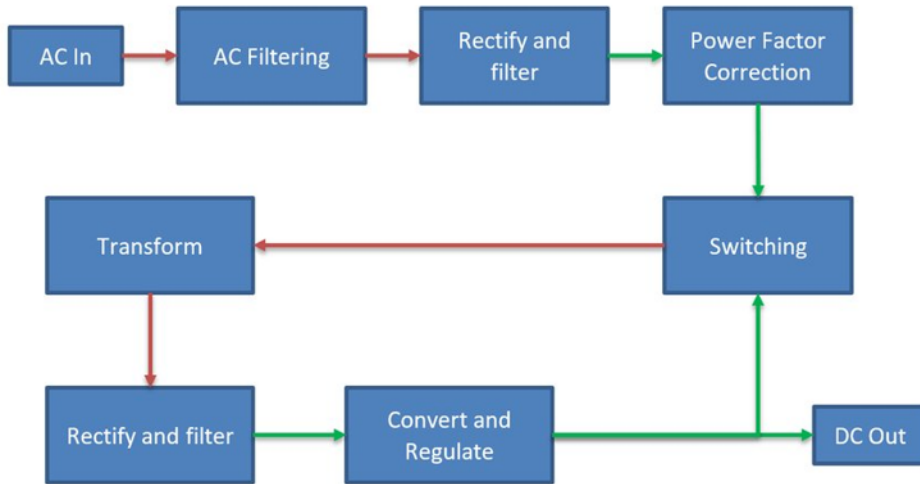 AC In
AC Filtering
Rectify and
filter
Power Factor
Correction
Transform
Switching
Rectify and filter
Convert and
Regulate
DC Out